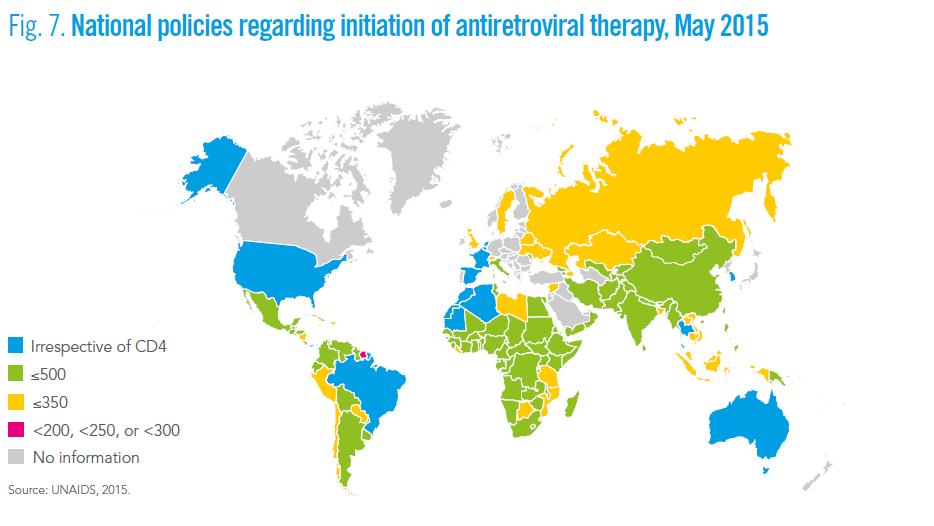 Fig. 7. National policies regarding initiation of antiretroviral therapy, May 2015
Irrespective of CD4
≤500
≤350
<200, <250, or <300
No information
Source: UNAIDS, 2015.